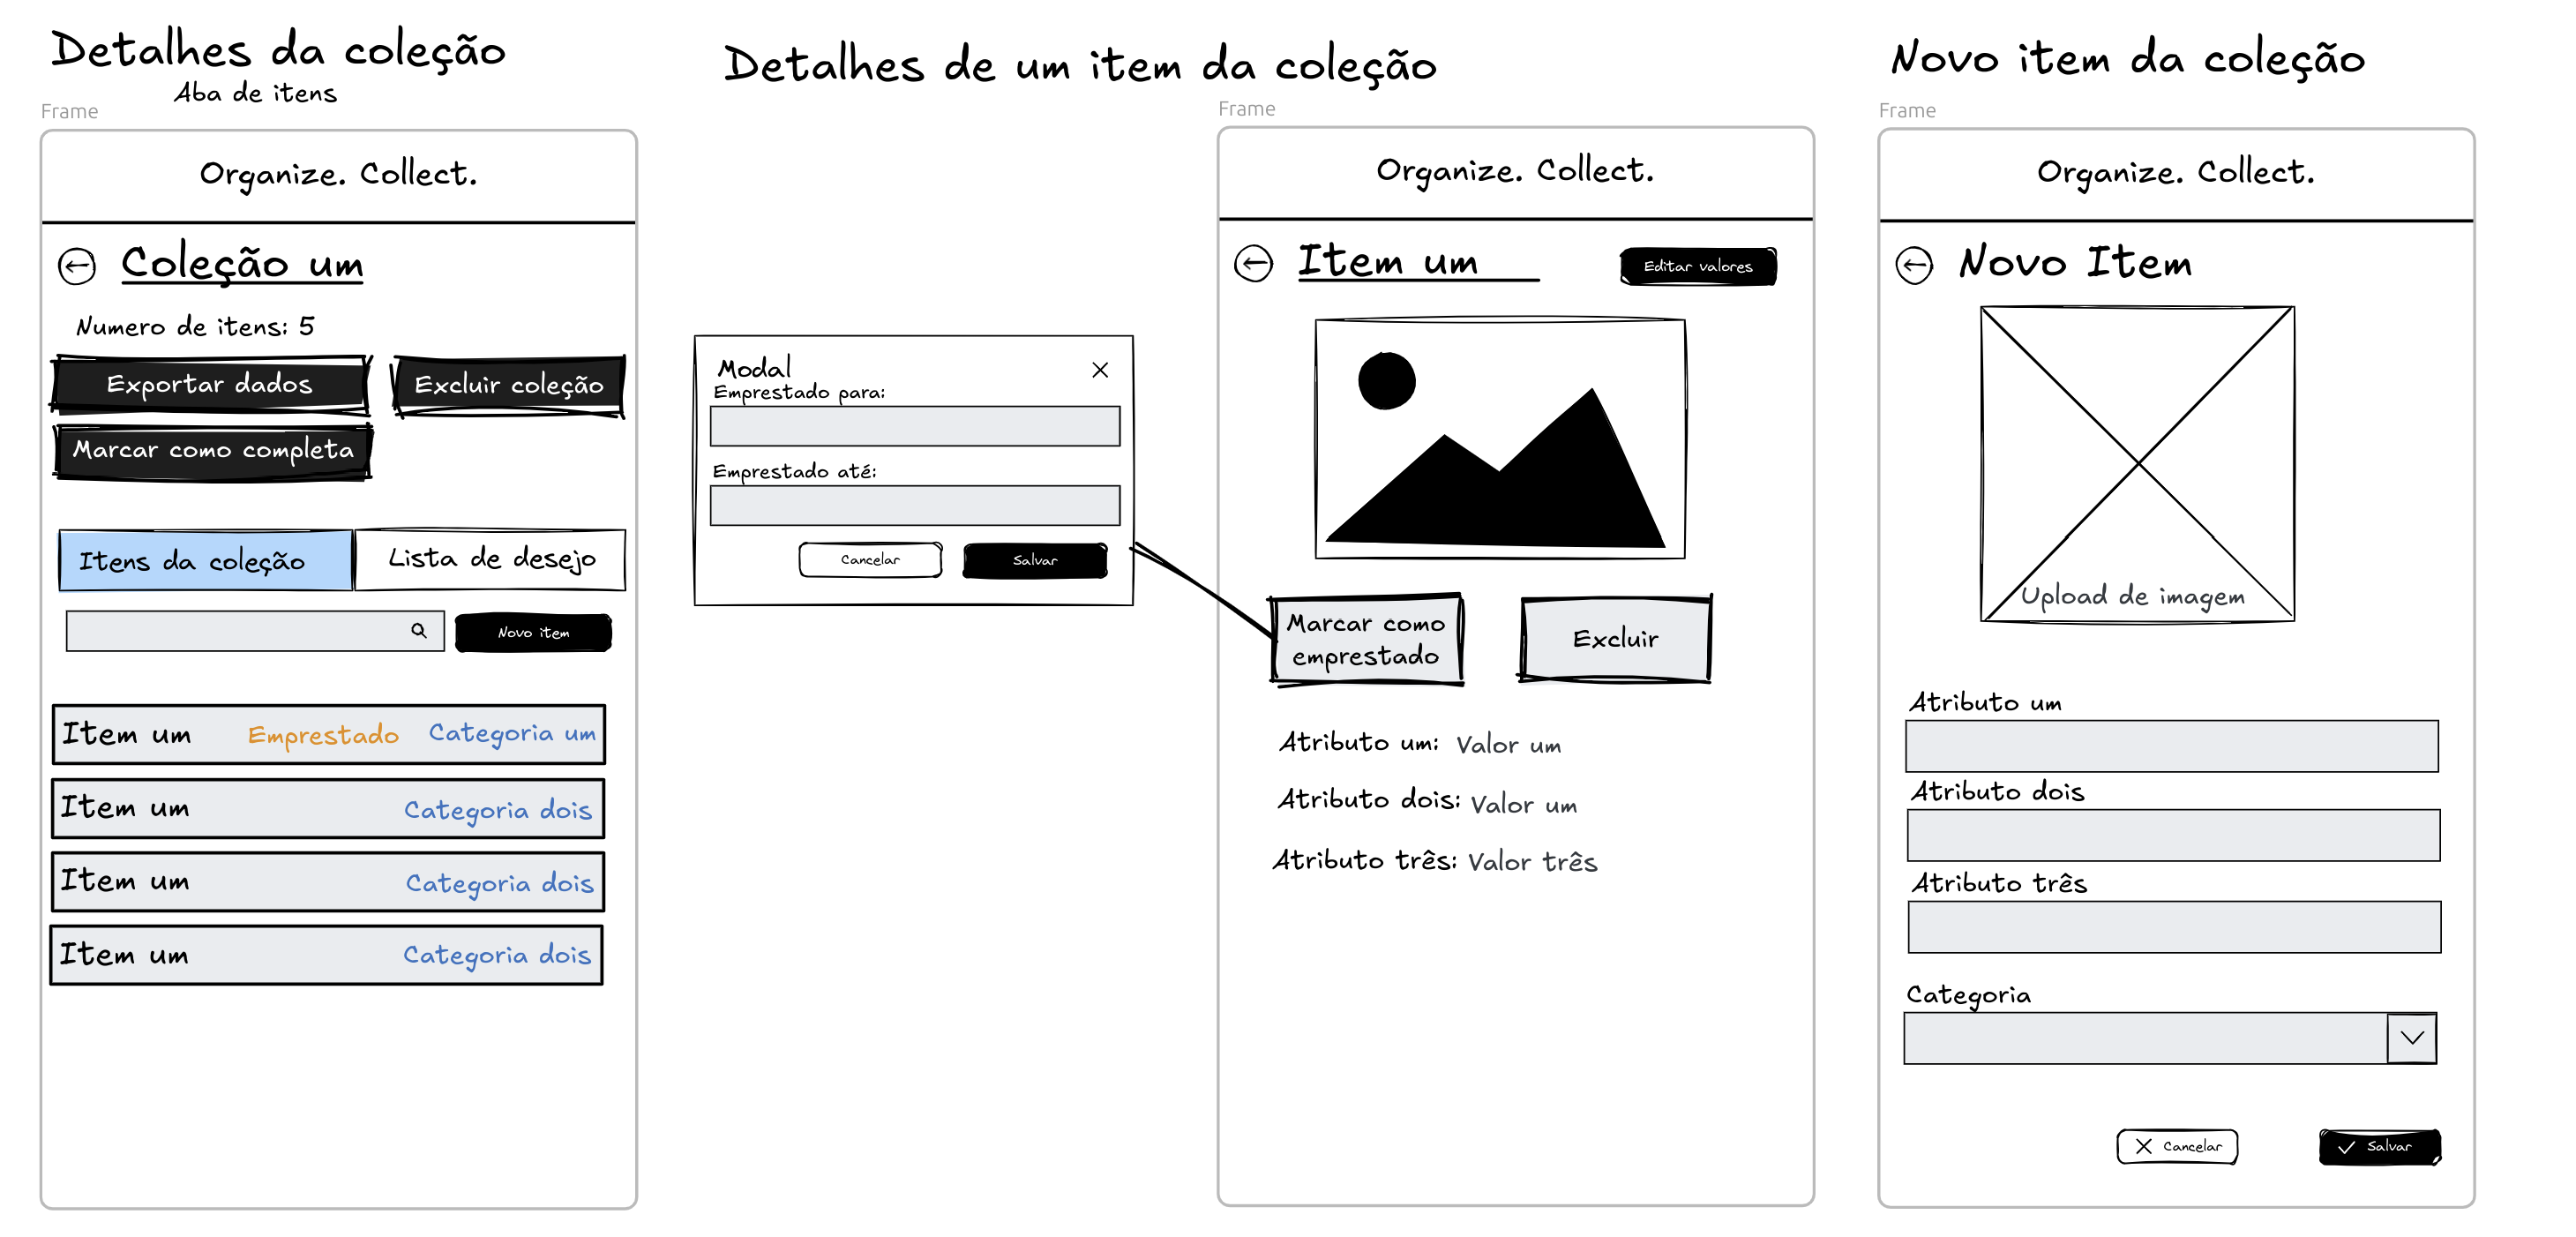 Detalhes da coleção
Aba de itens
Frame
Organize. Collect.
Coleção um
Numero de itens: 5
Exportar dados
Excluir coleção
Marcar como completa
Itens da coleção
Lista de desejo
Novo item
Item um Emprestado Categoria um
Item um Categoria dois
Item um Categoria dois
Item um Categoria dois
Detalhes de um item da coleção
Modal
Emprestado para:
Emprestado até:
Cancelar
Salvar
Frame
Organize. Collect.
Item um
Editar valores
Marcar como
emprestado
Excluir
Atributo um: Valor um
Atributo dois: Valor um
Atributo três: Valor três
Novo item da coleção
Frame
Organize. Collect.
Novo Item
Upload de imagem
Atributo um
Atributo dois
Atributo três
Categoria
Cancelar
Salvar